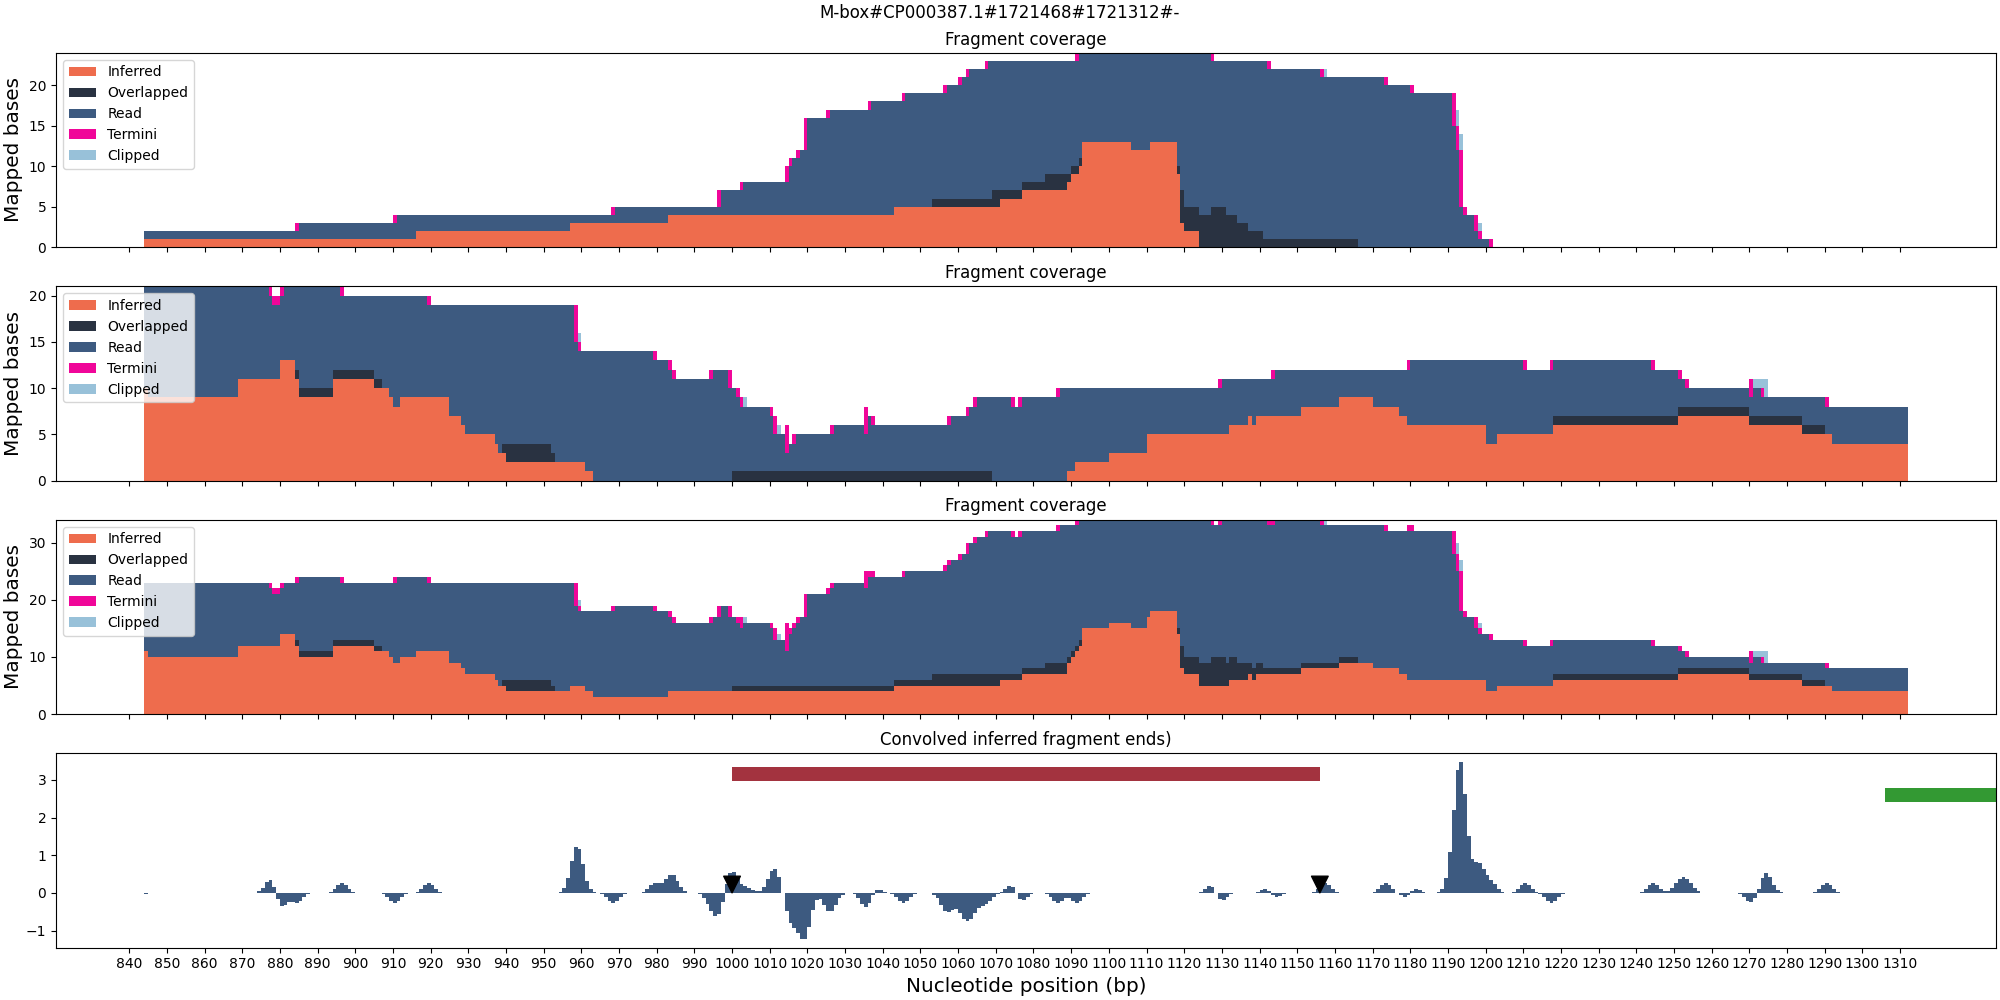 M-box#CP000387.1#1721468#1721312#-
Fragment coverage
Mapped bases
20
15
10
5
0
Inferred
Overlapped
Read
Termini
Clipped
Fragment coverage
Mapped bases
20
15
10
5
0
Inferred
Overlapped
Read
Termini
Clipped
Fragment coverage
Mapped bases
30
20
10
0
Inferred
Overlapped
Read
Termini
Clipped
Convolved inferred fragment ends)
3
2
1
0
−1
840 850 860 870 880 890 900 910 920 930 940 950 960 970 980 990 1000 1010 1020 1030 1040 1050 1060 1070 1080 1090 1100 1110 1120 1130 1140 1150 1160 1170 1180 1190 1200 1210 1220 1230 1240 1250 1260 1270 1280 1290 1300 1310
Nucleotide position (bp)